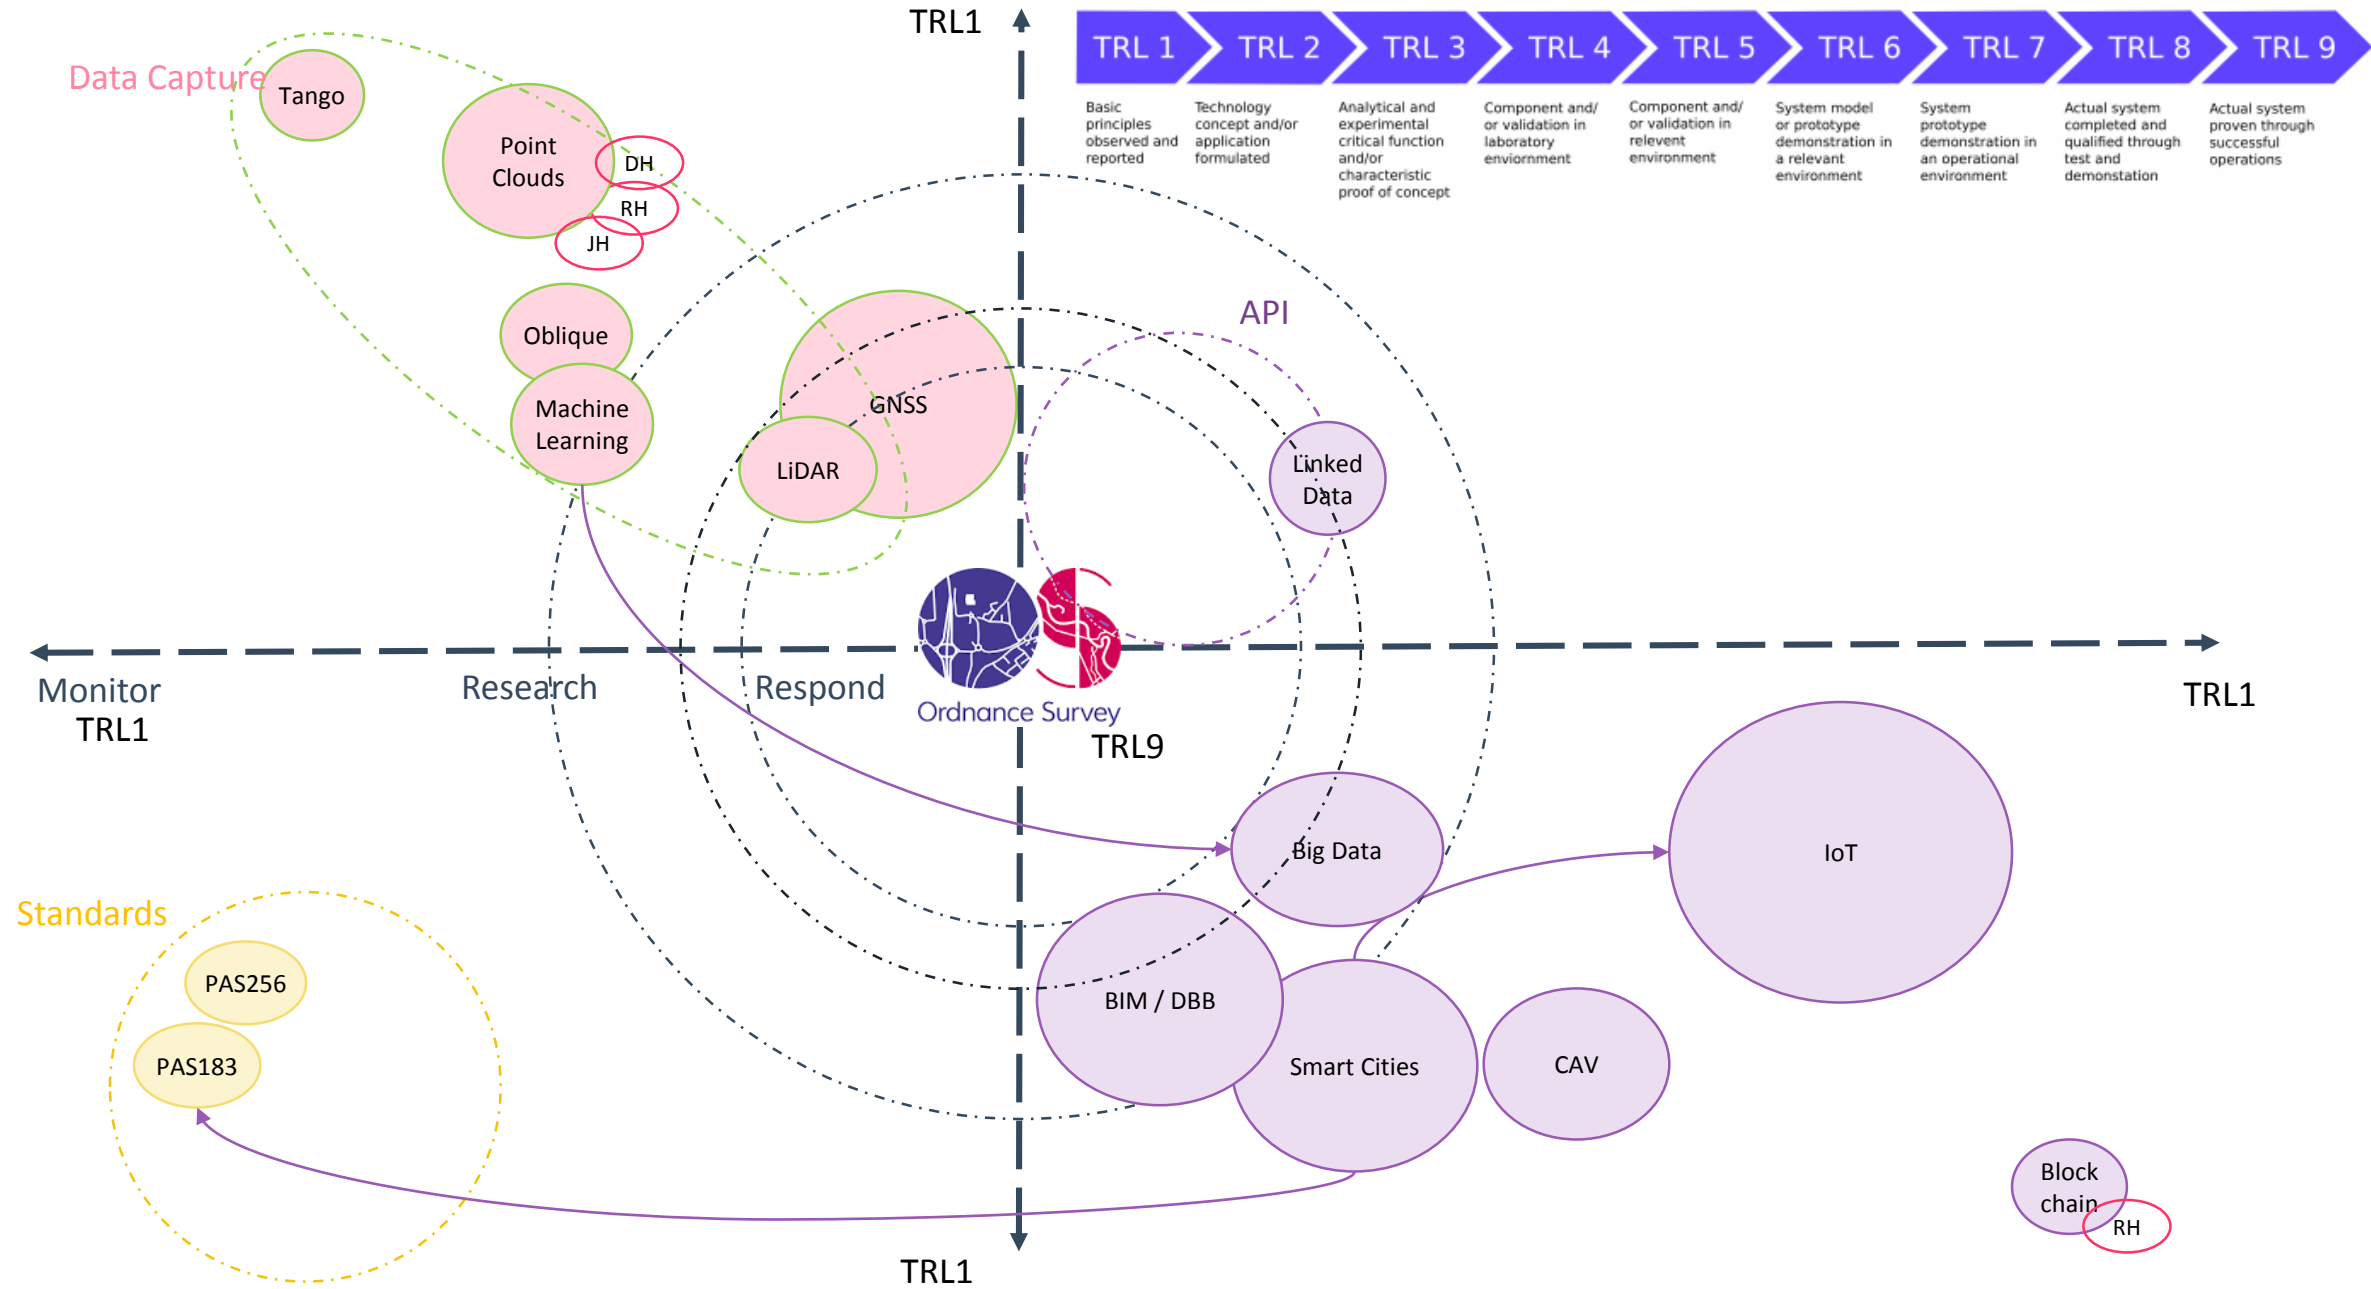 TRL1
TRL 1
TRL 2
TRL 3
TRL 4
TRL 5
TRL 6
TRL 7
TRL 8
TRL 9
Basic
principles
observed and
reported
Technology
concept and/or
application
formulated
Analytical and
experimental
critical function
and/or
characteristic
proof of concept
Component and/
or validation in
laboratory
enviornment
Component and/
or validation in
relevent
environment
System model
or prototype
demonstration in
a relevant
environment
System
prototype
demonstration in
an operational
environment
Actual system
completed and
qualified through
test and
demonstation
Actual system
proven through
successful
operations
Data Capture
Tango
Point
Clouds
DH
RH
JH
Oblique
Machine
Learning
GNSS
LiDAR
API
Linked
Data
Monitor
TRL1
Research
Respond
Ordnance Survey
TRL9
TRL1
Big Data
IoT
BIM / DBB
Smart Cities
CAV
Standards
PAS256
PAS183
Block
chain
RH
TRL1